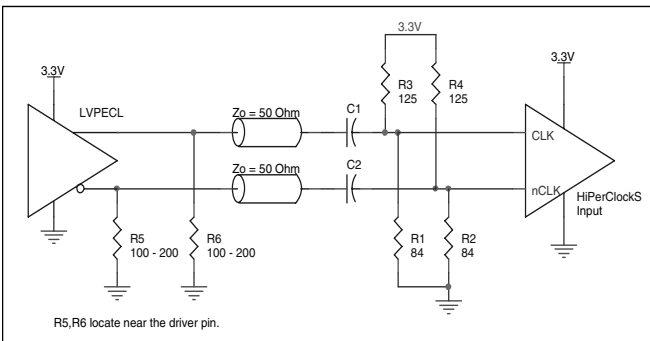 3.3V
3.3V
LVPECL
Zo = 50 Ohm
C1
R3
125
R4
125
3.3V
CLK
Zo = 50 Ohm
C2
nCLK
HiPerClockS
Input
R5
100 - 200
R6
100 - 200
R1
84
R2
84
R5,R6 locate near the driver pin.